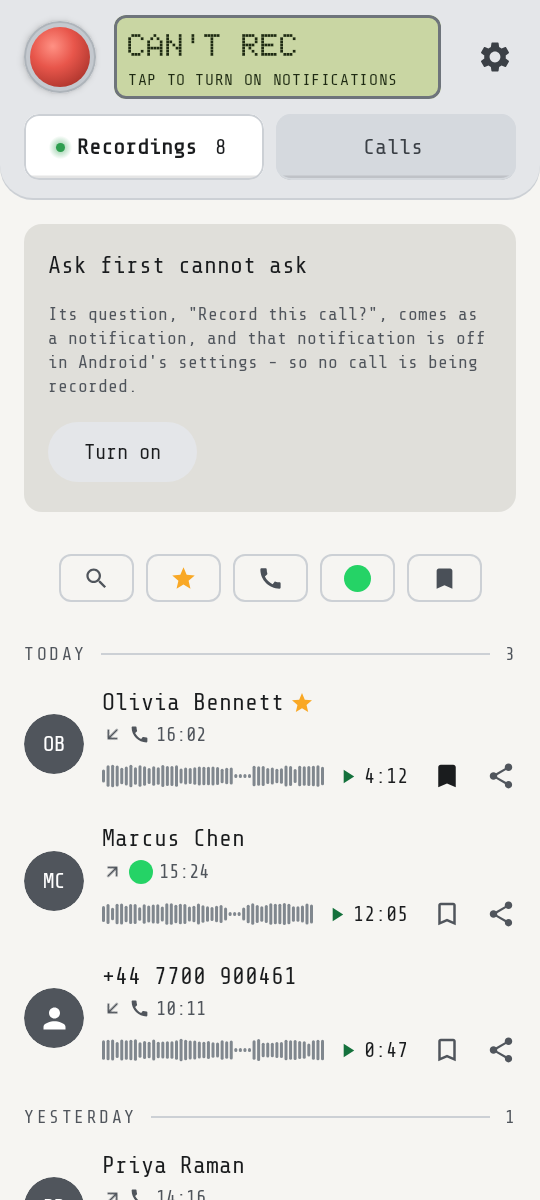 CAN'T REC
TAP TO TURN ON NOTIFICATIONS
Recordings 8
Calls
Ask first cannot ask
Its question, "Record this call?", comes as
a notification, and that notification is off
in Android's settings – so no call is being
recorded.
Turn on
TODAY 3
Olivia Bennett
OB
16:02
4:12
Marcus Chen
MC
15:24
12:05
+44 7700 900461
10:11
0:47
YESTERDAY 1
Priya Raman
14:16